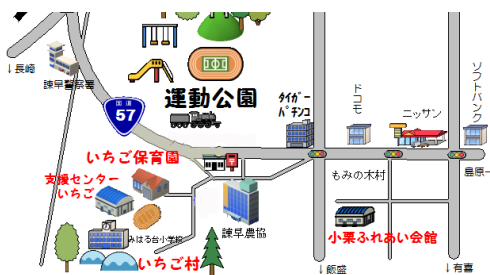 ↓長崎
諫早警察署
国道
57
運動公園
タイガー
パチンコ
ドコモ
ニッサン
ソフトバンク
いちご保育園
支援センター
いちご
もみの木村
島原→
みはる台小学校
諫早農協
小栗ふれあい会館
いちご村
↓飯盛
↓有喜